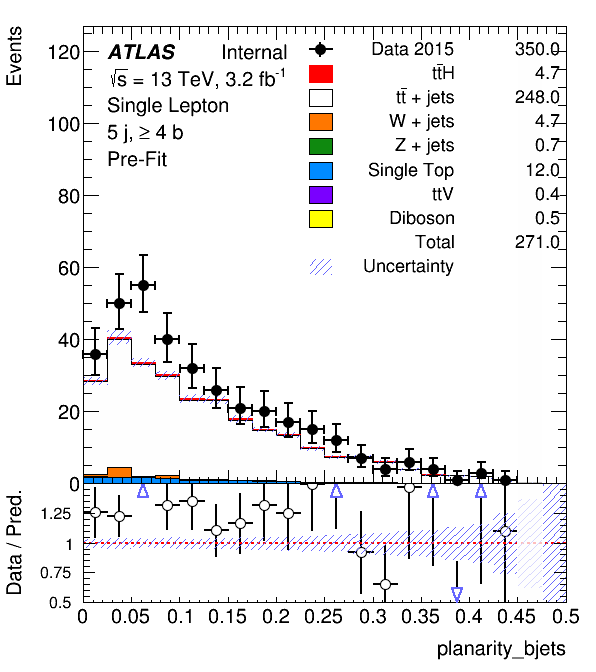 Events
120
100
80
60
40
20
0
ATLAS Internal
√s = 13 TeV, 3.2 fb⁻¹
Single Lepton
5 j, ≥ 4 b
Pre-Fit
Data 2015 350.0
tt̄H 4.7
tt̄ + jets 248.0
W + jets 4.7
Z + jets 0.7
Single Top 12.0
ttV 0.4
Diboson 0.5
Total 271.0
Uncertainty
Data / Pred.
1.25
1
0.75
0.5
0 0.05 0.1 0.15 0.2 0.25 0.3 0.35 0.4 0.45 0.5
planarity_bjets